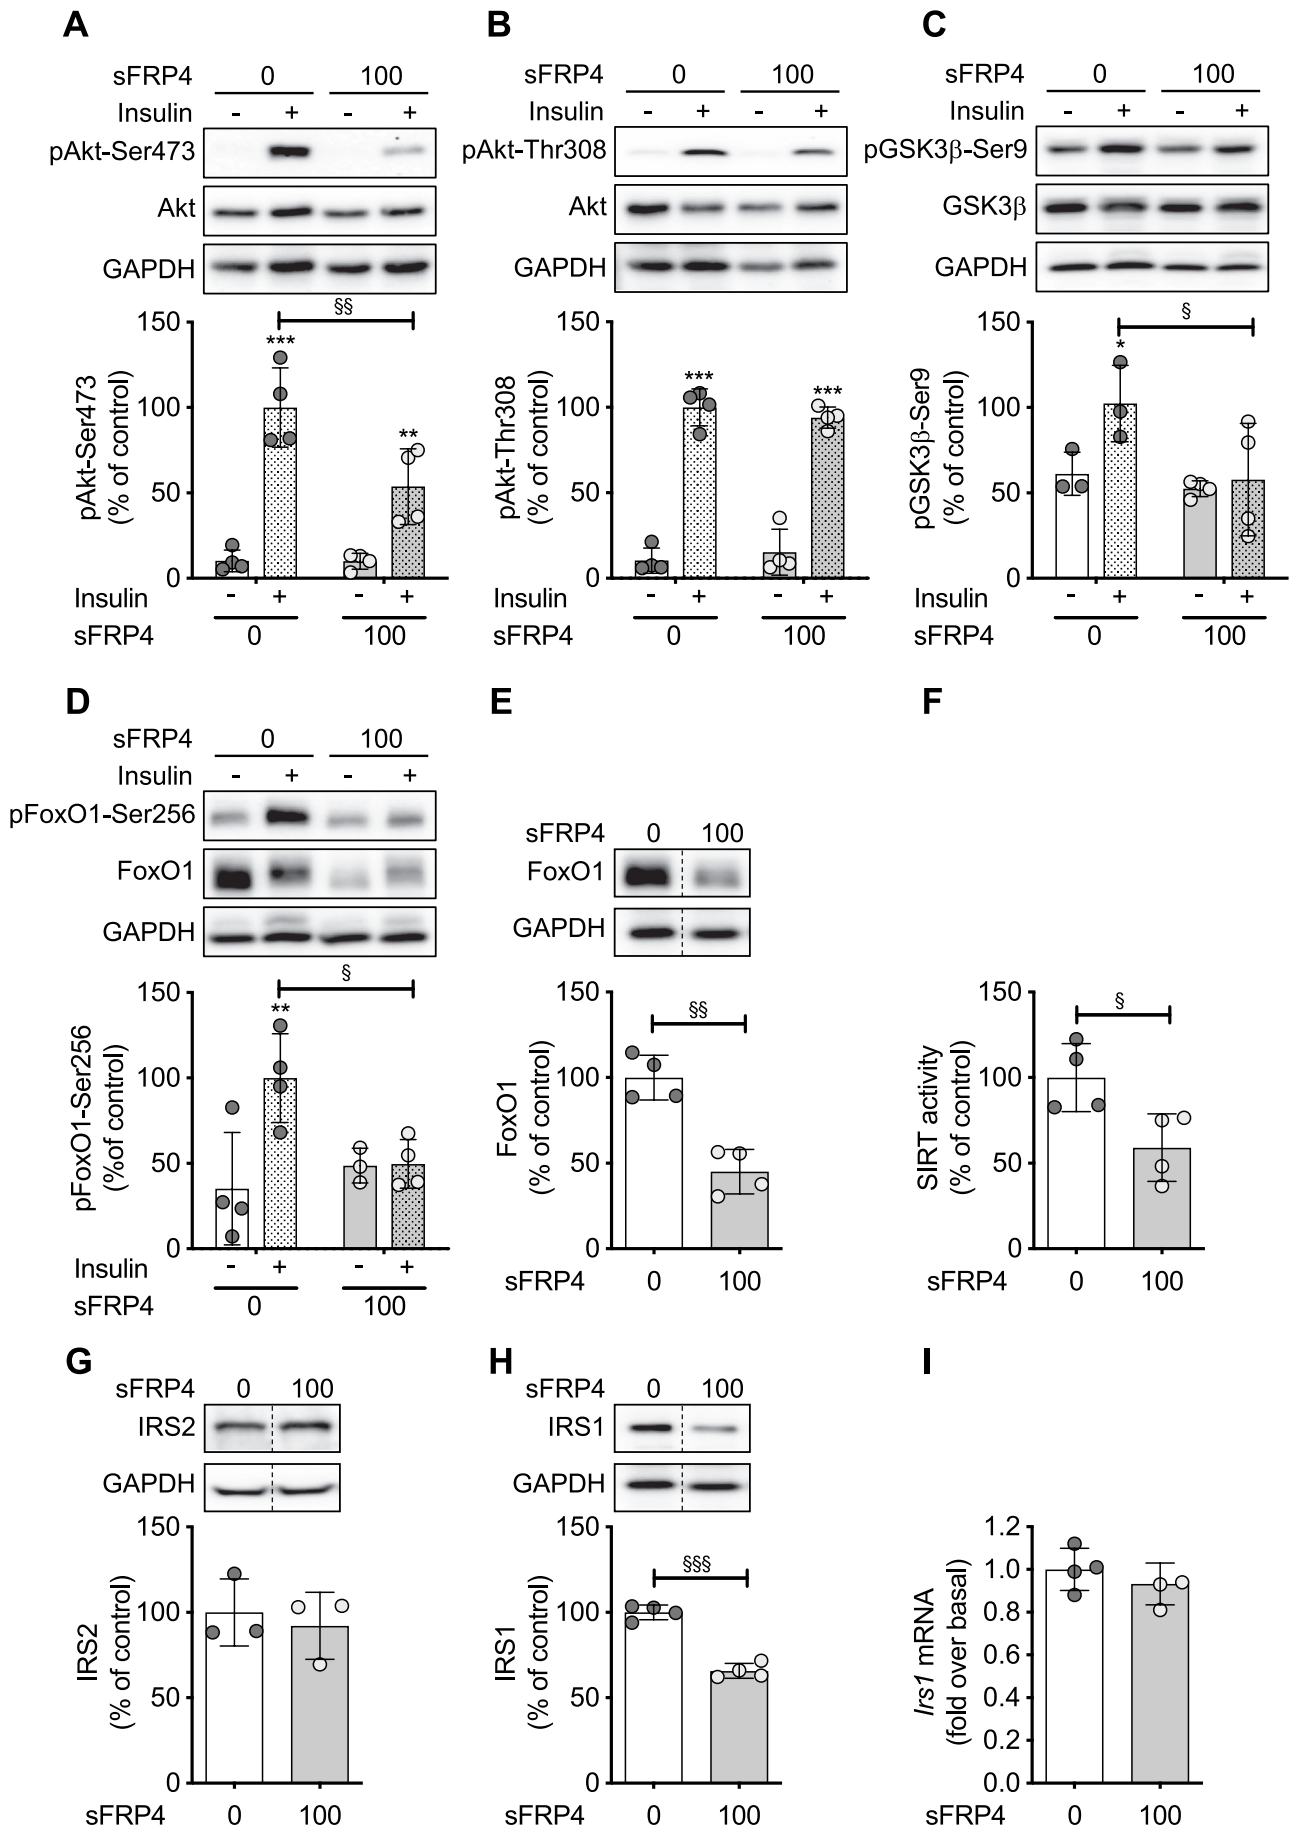 A
sFRP4 0 100
Insulin - + - +
pAkt-Ser473
Akt
GAPDH
§§
***
**
150
100
50
0
pAkt-Ser473
(% of control)
Insulin - + - +
sFRP4 0 100
B
sFRP4 0 100
Insulin - + - +
pAkt-Thr308
Akt
GAPDH
***
***
150
100
50
0
pAkt-Thr308
(% of control)
Insulin - + - +
sFRP4 0 100
C
sFRP4 0 100
Insulin - + - +
pGSK3β-Ser9
GSK3β
GAPDH
§
*
150
100
50
0
pGSK3β-Ser9
(% of control)
Insulin - + - +
sFRP4 0 100
D
sFRP4 0 100
Insulin - + - +
pFoxO1-Ser256
FoxO1
GAPDH
§
**
150
100
50
0
pFoxO1-Ser256
(%of control)
Insulin - + - +
sFRP4 0 100
E
sFRP4 0 100
FoxO1
GAPDH
§§
150
100
50
0
FoxO1
(% of control)
sFRP4 0 100
F
§
150
100
50
0
SIRT activity
(% of control)
sFRP4 0 100
G
sFRP4 0 100
IRS2
GAPDH
150
100
50
0
IRS2
(% of control)
sFRP4 0 100
H
sFRP4 0 100
IRS1
GAPDH
§§§
150
100
50
0
IRS1
(% of control)
sFRP4 0 100
I
1.2
1.0
0.8
0.6
0.4
0.2
0.0
Irs1 mRNA
(fold over basal)
sFRP4 0 100